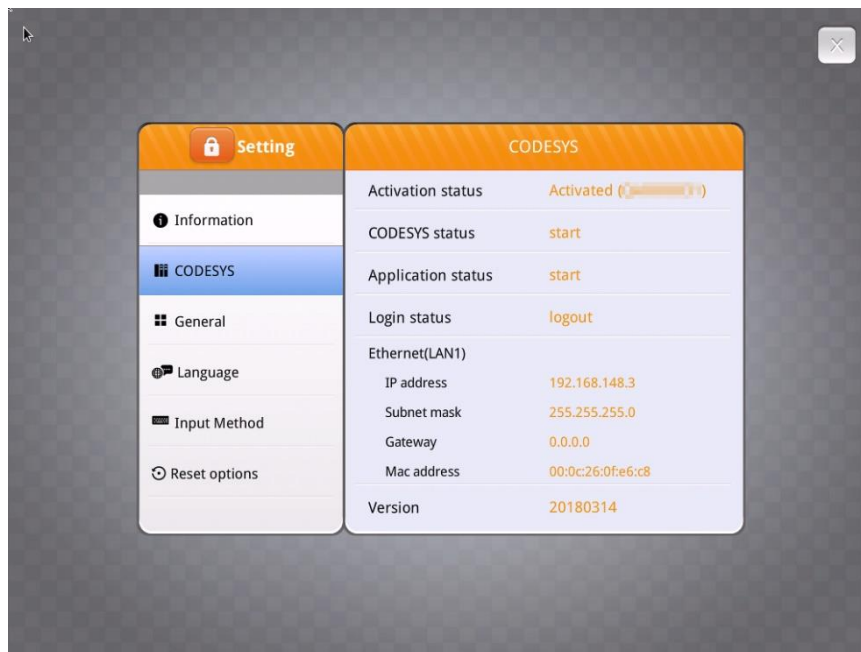 Setting
Information
CODESYS
General
Language
Input Method
Reset options
CODESYS
Activation status Activated ( )
CODESYS status start
Application status start
Login status logout
Ethernet(LAN1)
IP address 192.168.148.3
Subnet mask 255.255.255.0
Gateway 0.0.0.0
Mac address 00:0c:26:0f:e6:c8
Version 20180314